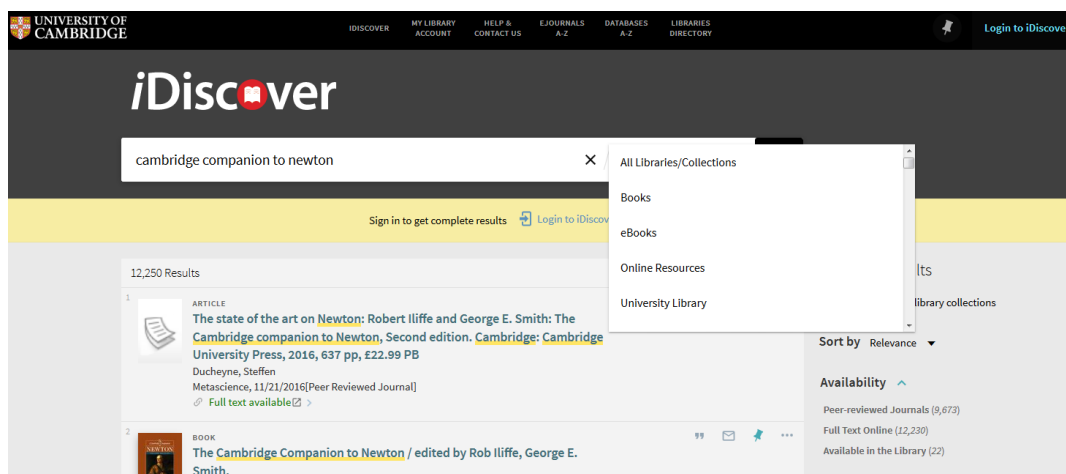 UNIVERSITY OF
CAMBRIDGE
IDISCOVER
MY LIBRARY
ACCOUNT
HELP &
CONTACT US
EJOURNALS
A-Z
DATABASES
A-Z
LIBRARIES
DIRECTORY
Login to iDiscove
iDiscover
cambridge companion to newton
All Libraries/Collections
Books
eBooks
Online Resources
University Library
Sign in to get complete results
Login to iDiscov
12,250 Results
lts
library collections
Sort by Relevance
Availability
Peer-reviewed Journals (9,673)
Full Text Online (12,230)
Available in the Library (22)
1
ARTICLE
The state of the art on Newton: Robert Iliffe and George E. Smith: The
Cambridge companion to Newton, Second edition. Cambridge: Cambridge
University Press, 2016, 637 pp, £22.99 PB
Ducheyne, Steffen
Metascience, 11/21/2016[Peer Reviewed Journal]
Full text available
2
NEWTON
BOOK
The Cambridge Companion to Newton / edited by Rob Iliffe, George E.
Smith.